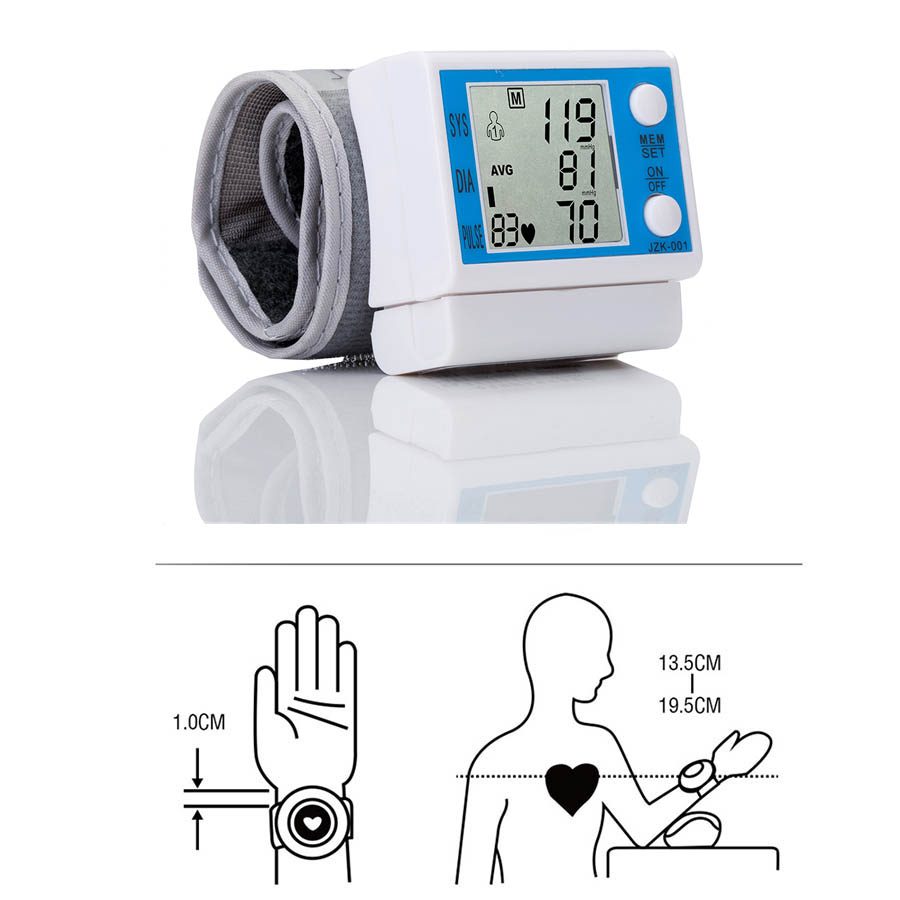 M
SYS 119
1
mmHg
MEM
SET
AVG
DIA 81
mmHg
ON
OFF
PULSE 83 70
JZK-001
13.5CM
19.5CM
1.0CM